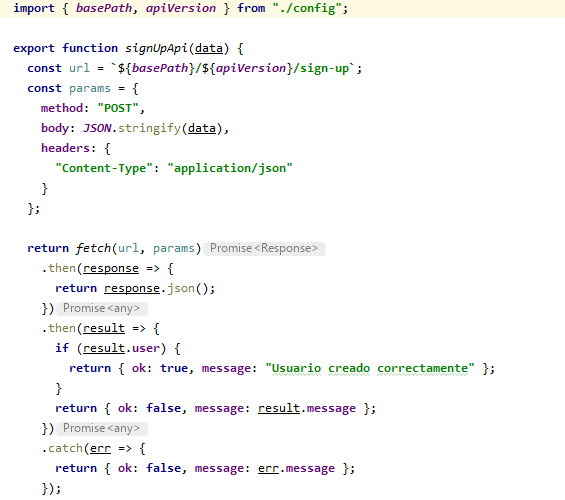 import { basePath, apiVersion } from "./config";
export function signUpApi(data) {
const url = `${basePath}/${apiVersion}/sign-up`;
const params = {
method: "POST",
body: JSON.stringify(data),
headers: {
"Content-Type": "application/json"
}
};
return fetch(url, params) Promise<Response>
.then(response => {
return response.json();
}) Promise<any>
.then(result => {
if (result.user) {
return { ok: true, message: "Usuario creado correctamente" };
}
return { ok: false, message: result.message };
}) Promise<any>
.catch(err => {
return { ok: false, message: err.message };
});